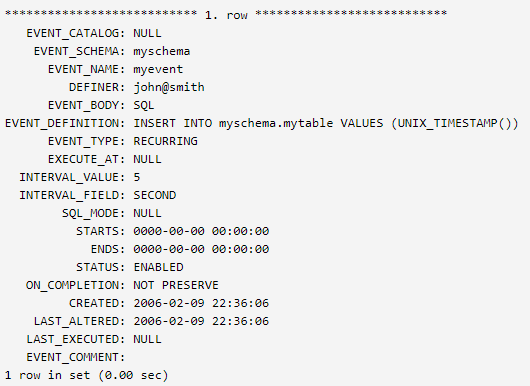 *************************** 1. row ***************************
EVENT_CATALOG: NULL
EVENT_SCHEMA: myschema
EVENT_NAME: myevent
DEFINER: john@smith
EVENT_BODY: SQL
EVENT_DEFINITION: INSERT INTO myschema.mytable VALUES (UNIX_TIMESTAMP())
EVENT_TYPE: RECURRING
EXECUTE_AT: NULL
INTERVAL_VALUE: 5
INTERVAL_FIELD: SECOND
SQL_MODE: NULL
STARTS: 0000-00-00 00:00:00
ENDS: 0000-00-00 00:00:00
STATUS: ENABLED
ON_COMPLETION: NOT PRESERVE
CREATED: 2006-02-09 22:36:06
LAST_ALTERED: 2006-02-09 22:36:06
LAST_EXECUTED: NULL
EVENT_COMMENT:
1 row in set (0.00 sec)